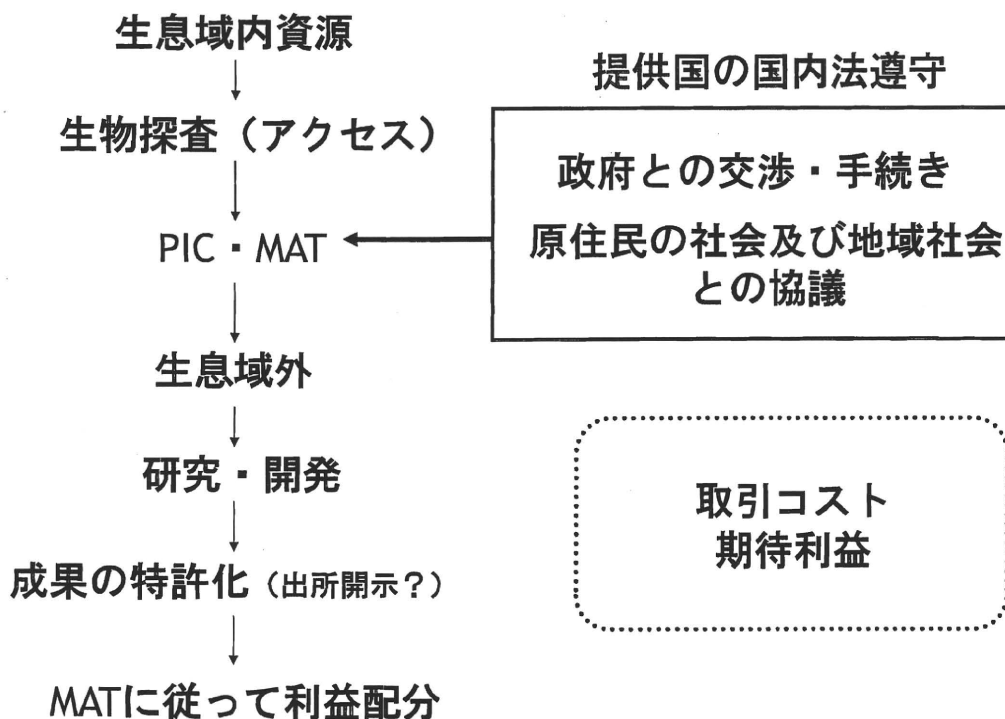 生息域内資源
生物探査（アクセス）
PIC・MAT
生息域外
研究・開発
成果の特許化（出所開示？）
MATに従って利益配分
提供国の国内法遵守
政府との交渉・手続き
原住民の社会及び地域社会
との協議
取引コスト
期待利益